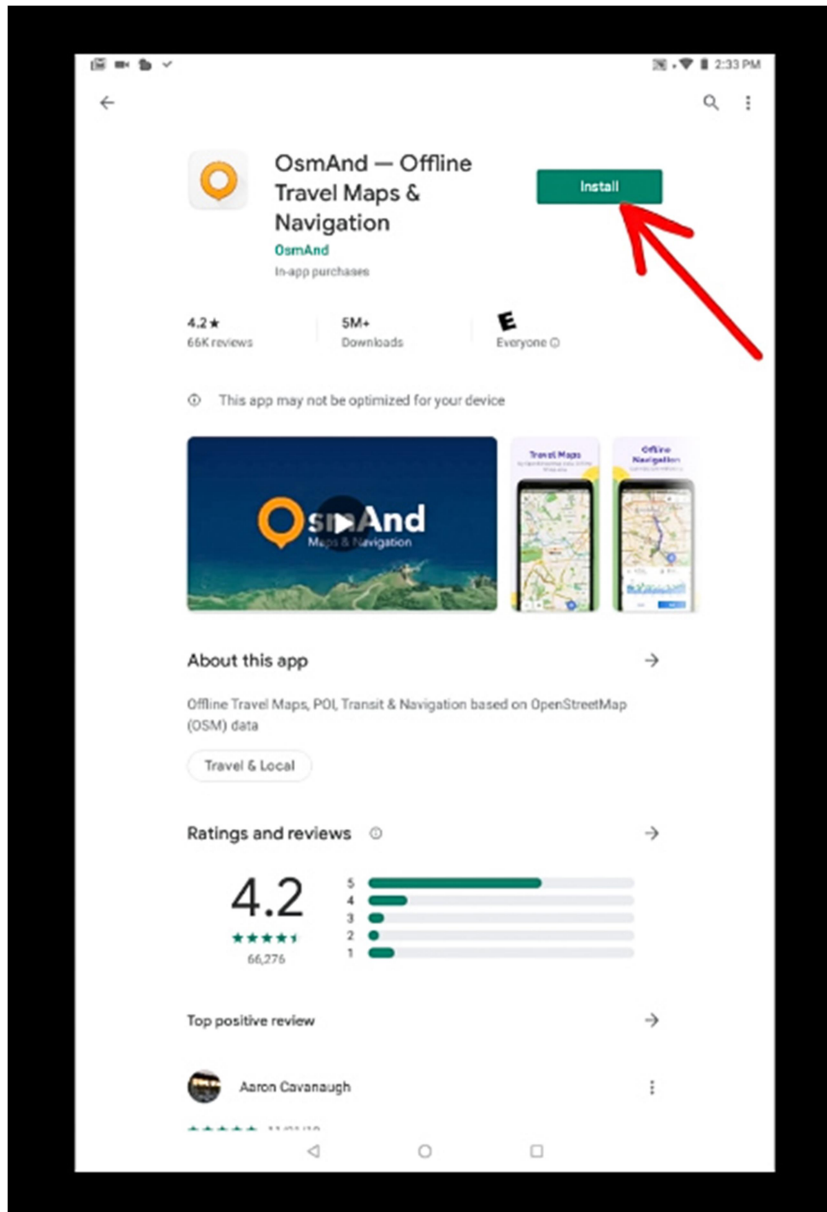 2:33 PM
OsmAnd — Offline
Travel Maps &
Navigation
Install
OsmAnd
In-app purchases
4.2★
66K reviews
5M+
Downloads
E
Everyone
This app may not be optimized for your device
OsmAnd
Maps & Navigation
Travel Maps
Offline
Navigation
About this app
Offline Travel Maps, POI, Transit & Navigation based on OpenStreetMap
(OSM) data
Travel & Local
Ratings and reviews
4.2
66,276
5
4
3
2
1
Top positive review
Aaron Cavanaugh